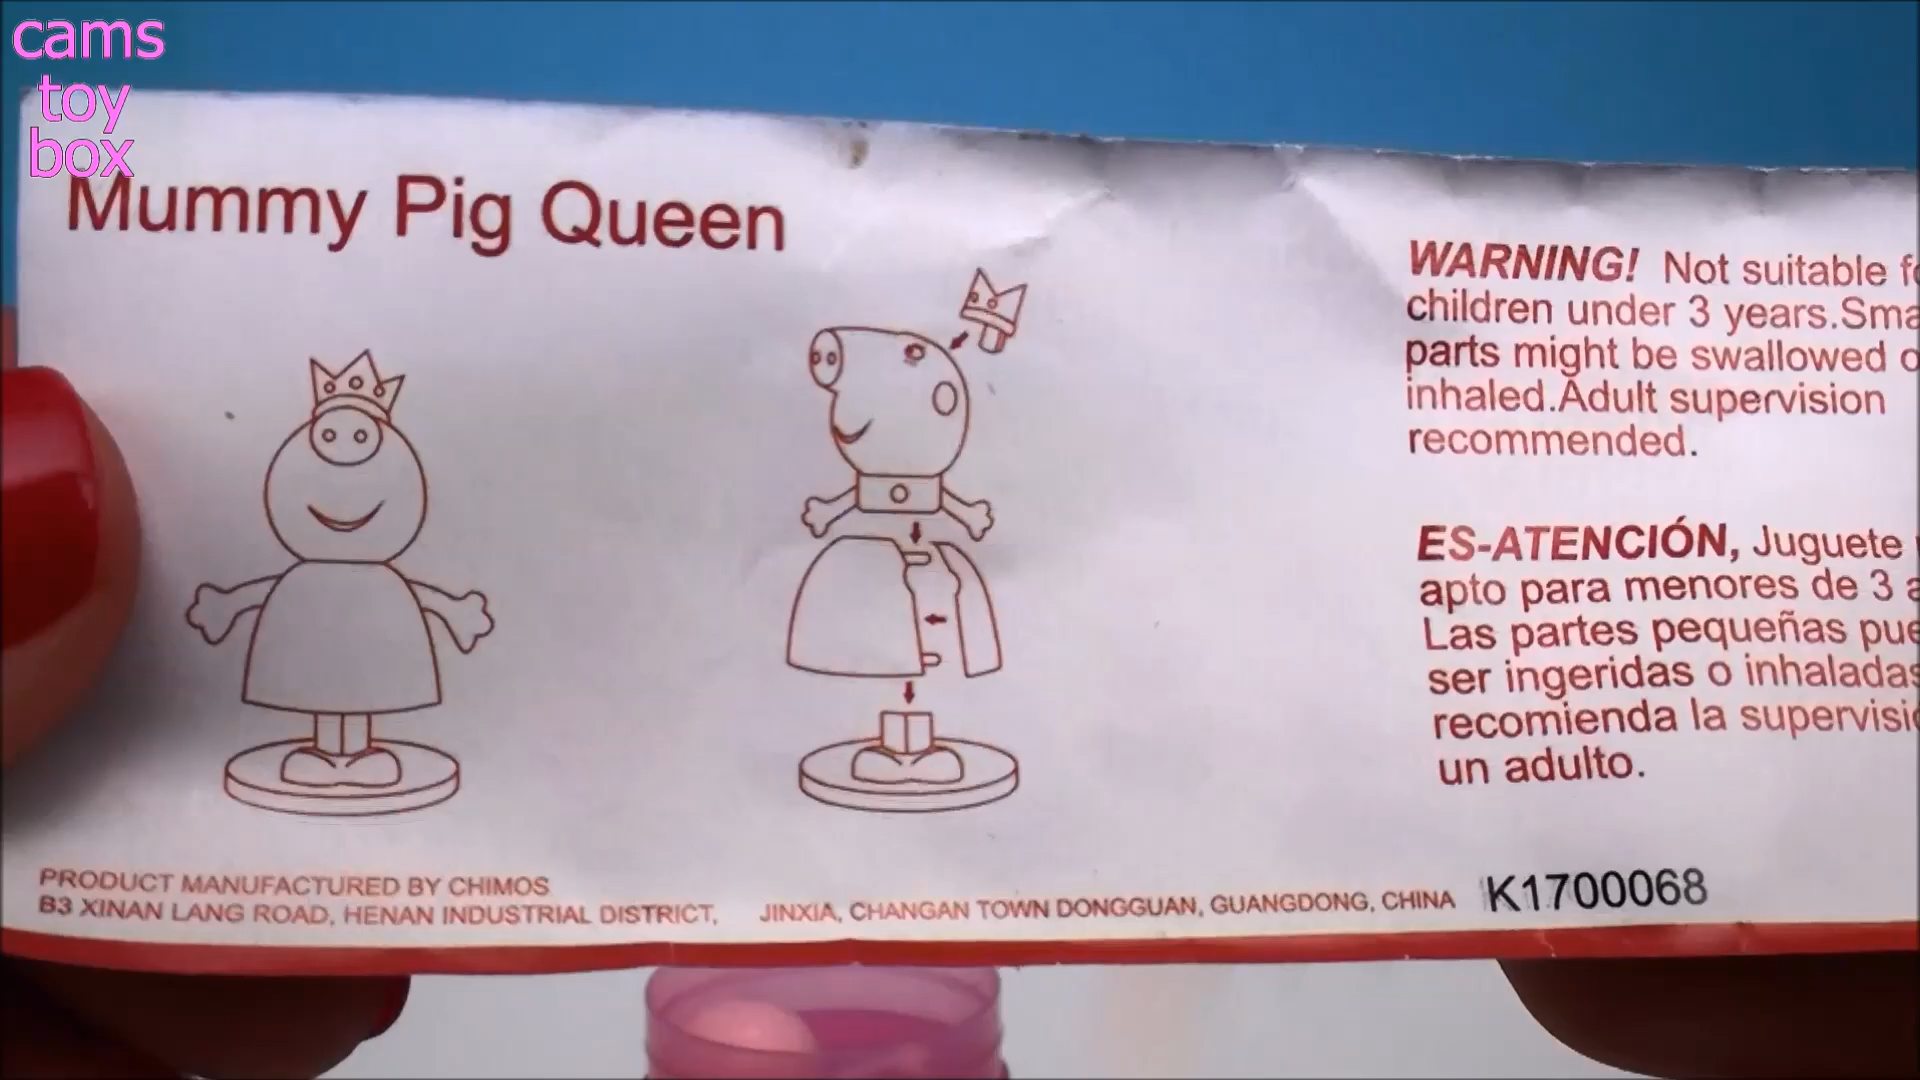 cams
toy
box
Mummy Pig Queen
WARNING! Not suitable
children under 3 years.
parts might be swallowed
inhaled.Adult supervision
recommended.
ES-ATENCIÓN, Juguete
apto para menores de 3
Las partes pequeñas
ser ingeridas o inhaladas
recomienda la
un adulto.
PRODUCT MANUFACTURED BY CHIMOS
B3 XINAN LANG ROAD, HENAN INDUSTRIAL DISTRICT, JINXIA, CHANGAN TOWN DONGGUAN, GUANGDONG, CHINA K1700068